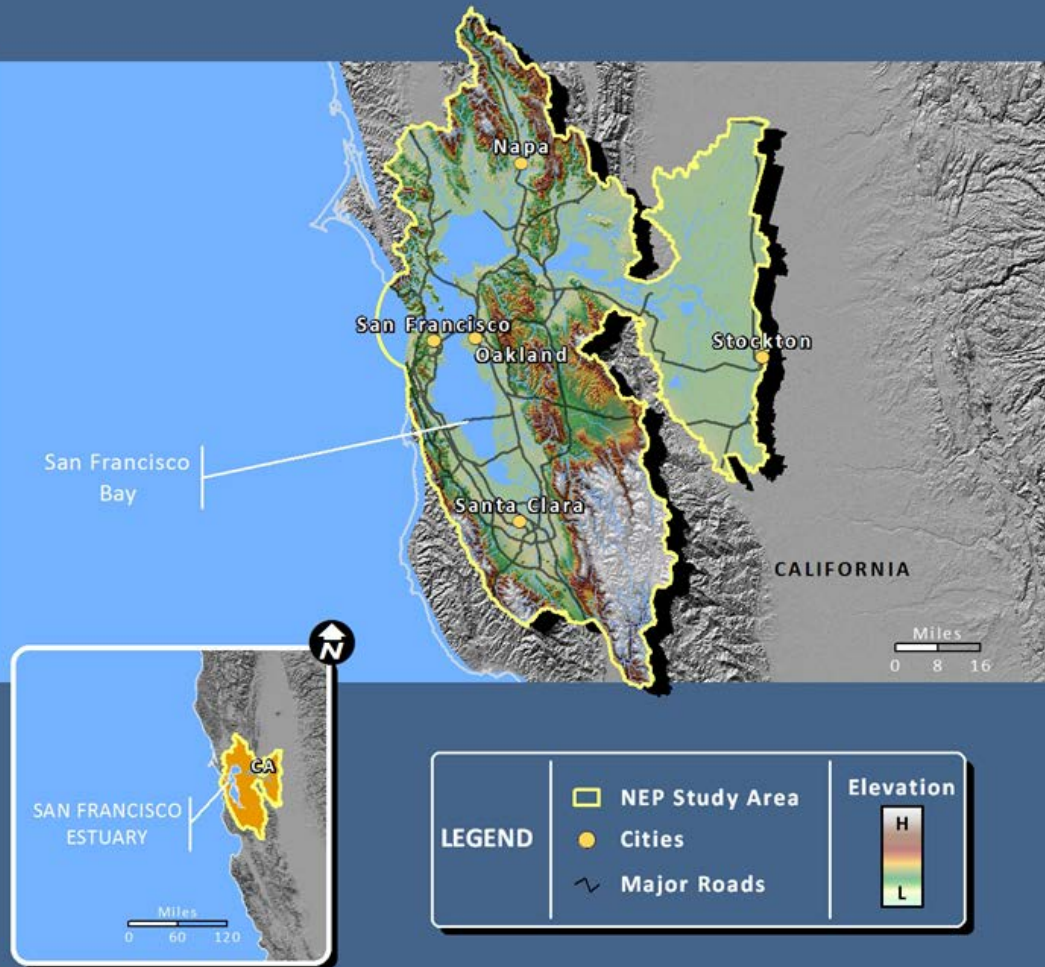 Napa
San Francisco
Oakland
Stockton
San Francisco
Bay
Santa Clara
CALIFORNIA
Miles
0 8 16
N
CA
SAN FRANCISCO
ESTUARY
Miles
0 60 120
LEGEND
NEP Study Area
Cities
Major Roads
Elevation
H
L